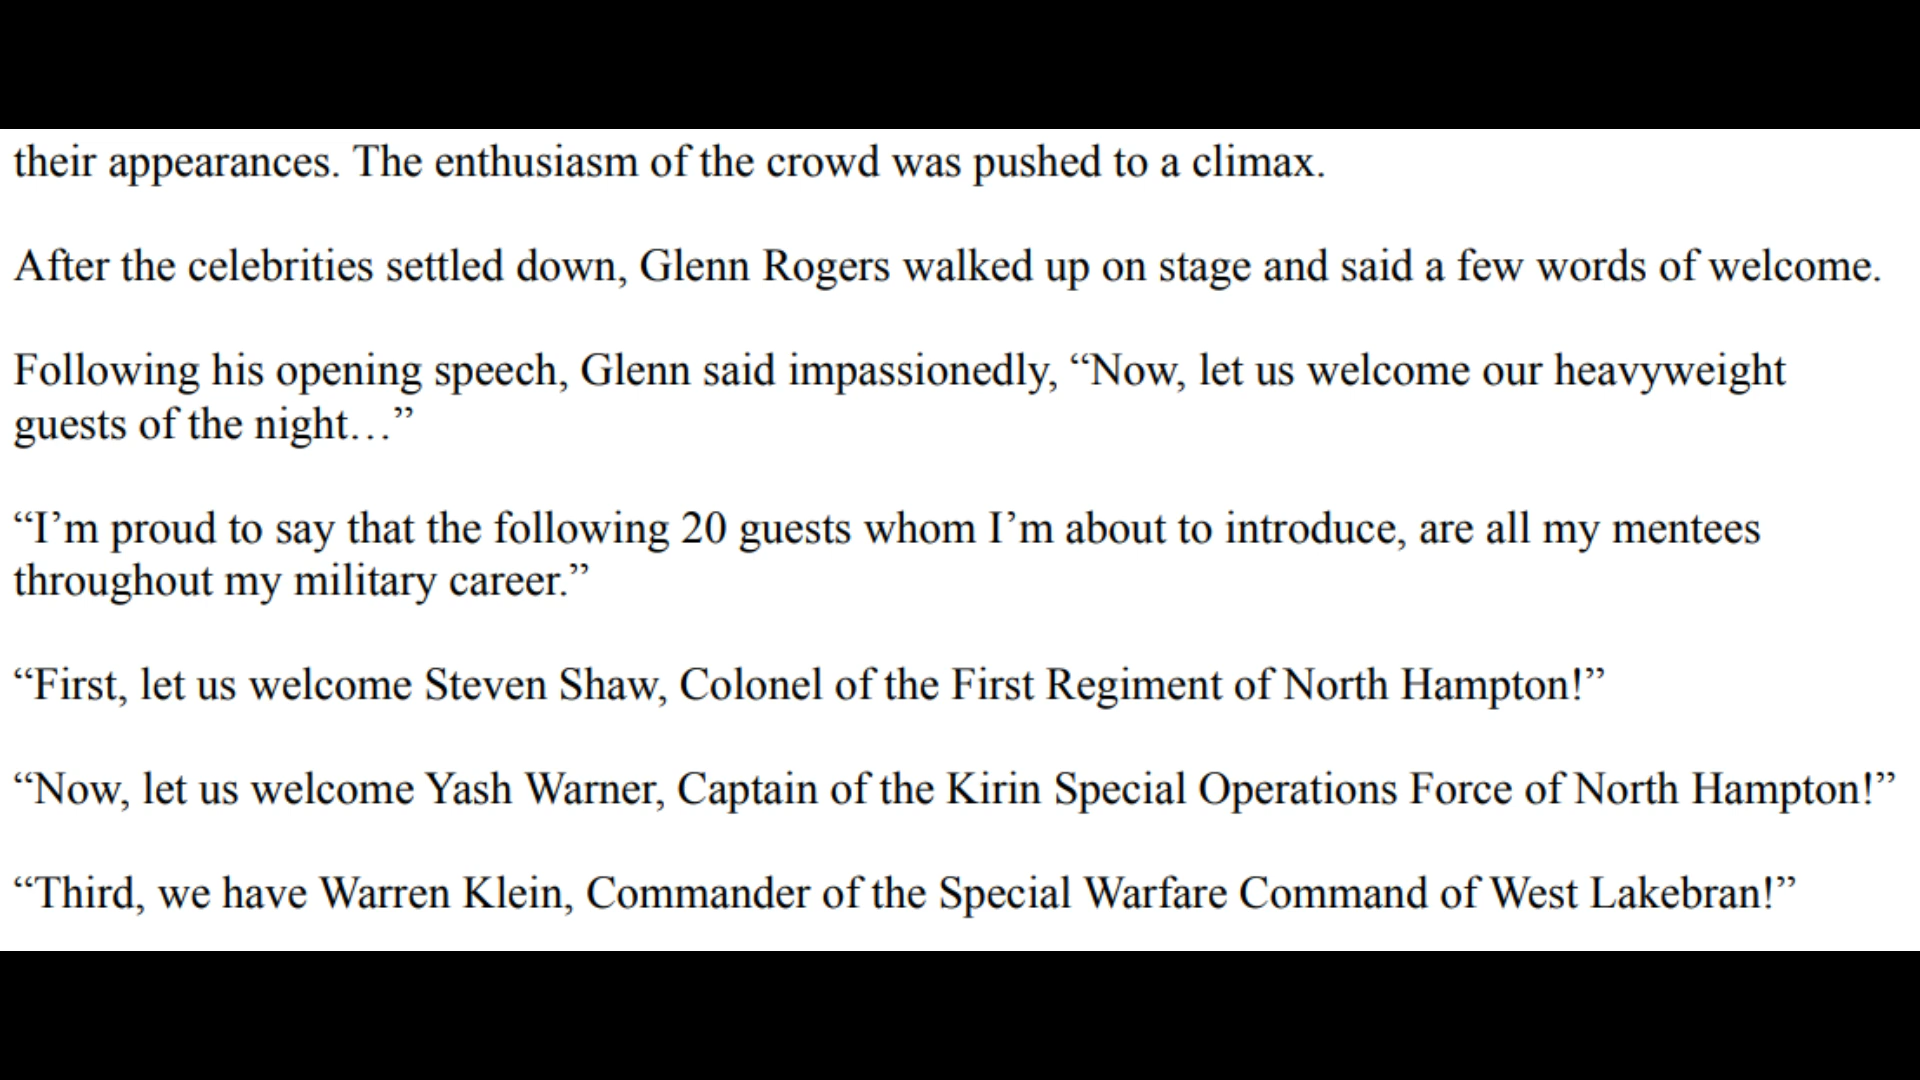 their appearances. The enthusiasm of the crowd was pushed to a climax.
After the celebrities settled down, Glenn Rogers walked up on stage and said a few words of welcome.
Following his opening speech, Glenn said impassionedly, “Now, let us welcome our heavyweight
guests of the night…”
“I’m proud to say that the following 20 guests whom I’m about to introduce, are all my mentees
throughout my military career.”
“First, let us welcome Steven Shaw, Colonel of the First Regiment of North Hampton!”
“Now, let us welcome Yash Warner, Captain of the Kirin Special Operations Force of North Hampton!”
“Third, we have Warren Klein, Commander of the Special Warfare Command of West Lakebran!”